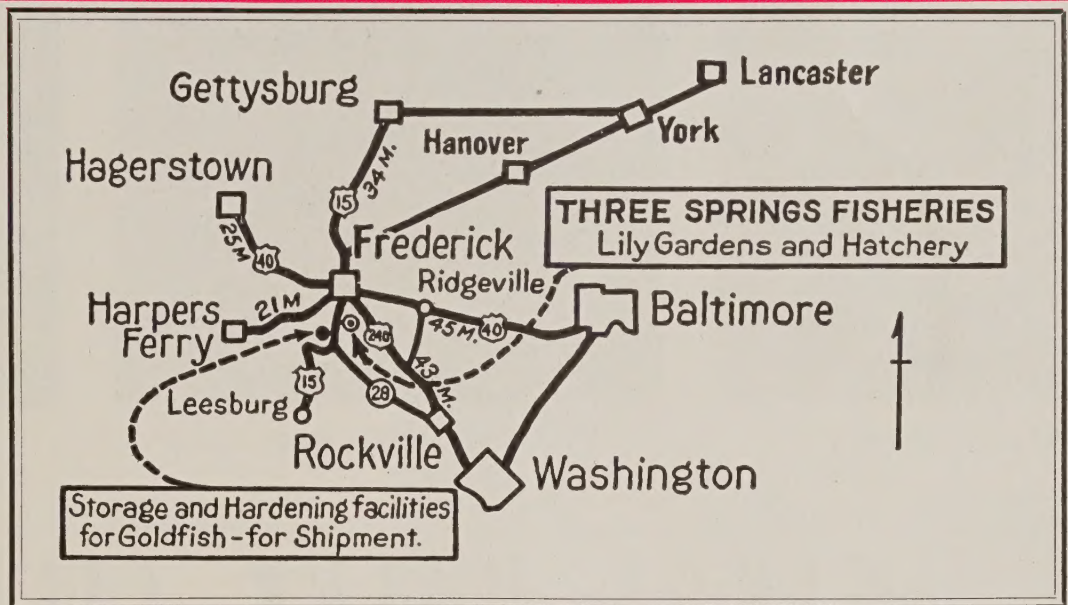 Lancaster
Gettysburg
York
Hanover
Hagerstown
34 M.
15
THREE SPRINGS FISHERIES
Lily Gardens and Hatchery
25 M
40
Frederick
Ridgeville
21 M
Harpers
Ferry
45 M.
40
Baltimore
240
43 M.
15
28
Leesburg
Rockville
Washington
Storage and Hardening facilities
for Goldfish-for Shipment.